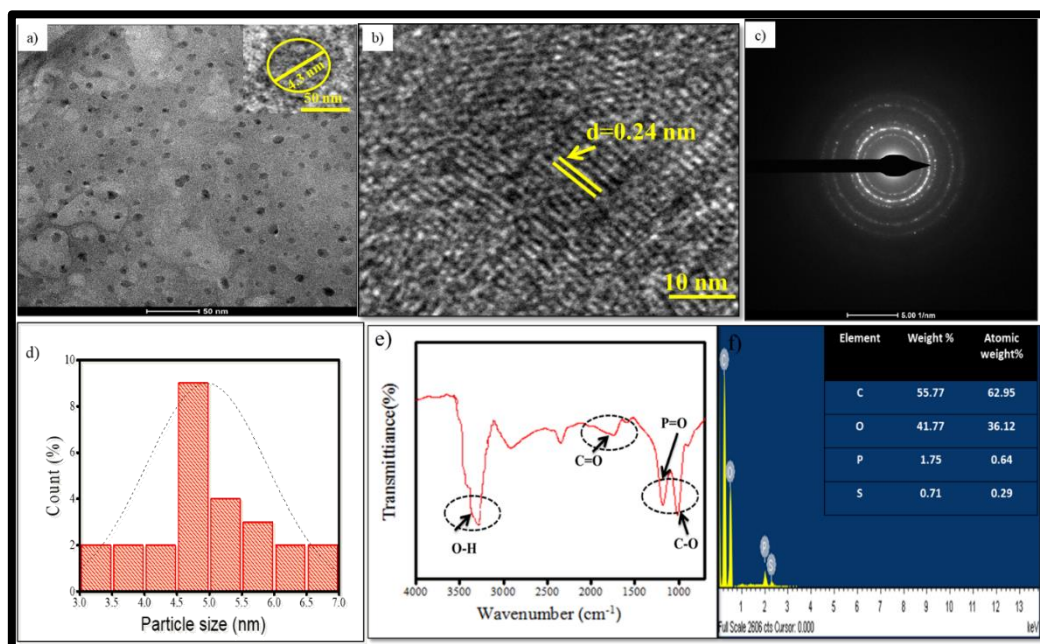 a)
4.3 nm
50 nm
50 nm
b)
d=0.24 nm
10 nm
c)
5.00 1/nm
d)
Count (%)
10
8
6
4
2
0
3.0 3.5 4.0 4.5 5.0 5.5 6.0 6.5 7.0
Particle size (nm)
e)
Transmittiance(%)
O-H
C=O
P=O
C-O
4000 3500 3000 2500 2000 1500 1000
Wavenumber (cm⁻¹)
f)
Element Weight % Atomic weight%
C 55.77 62.95
O 41.77 36.12
P 1.75 0.64
S 0.71 0.29
C
O
P
S
1 2 3 4 5 6 7 8 9 10 11 12 13
Full Scale 2606 cts Cursor: 0.000 keV